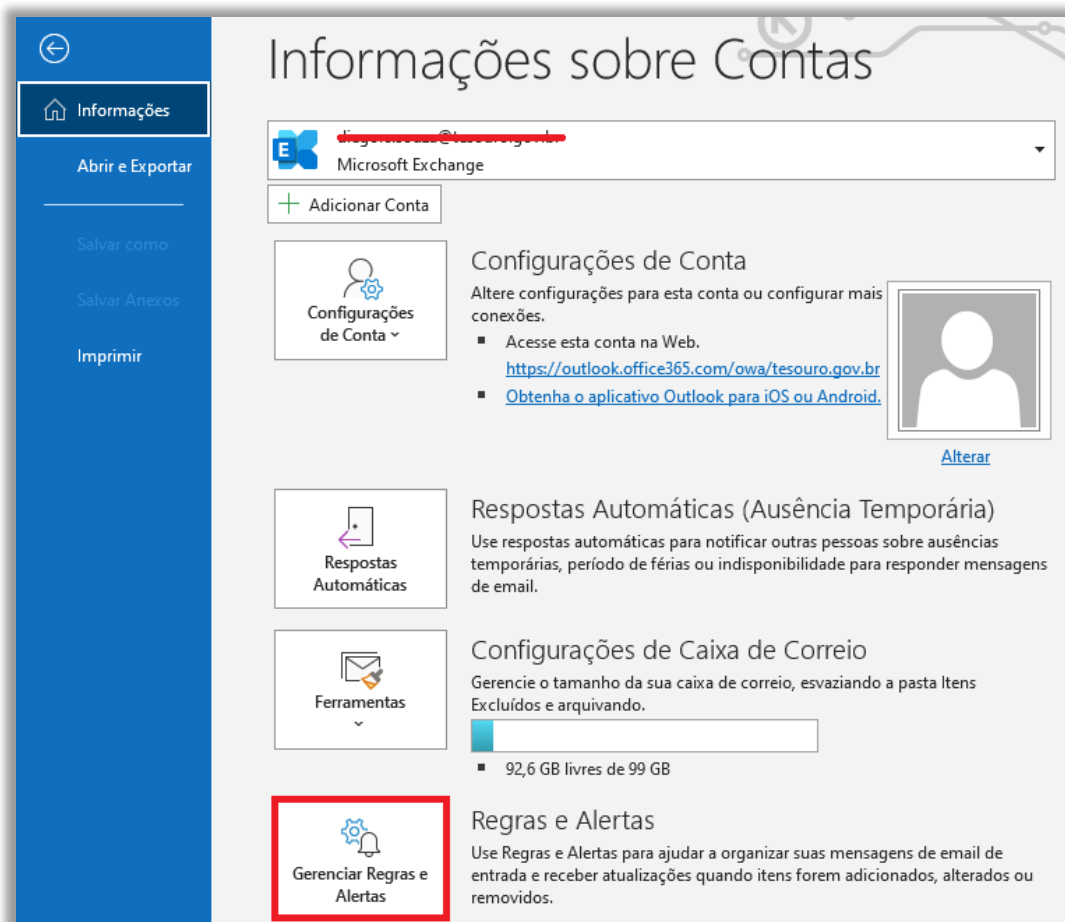 Informações sobre Contas
Informações
Abrir e Exportar
Salvar como
Salvar Anexos
Imprimir
E
Microsoft Exchange
Adicionar Conta
Configurações
de Conta
Configurações de Conta
Altere configurações para esta conta ou configurar mais
conexões.
Acesse esta conta na Web.
https://outlook.office365.com/owa/tesouro.gov.br
Obtenha o aplicativo Outlook para iOS ou Android.
Alterar
Respostas
Automáticas
Respostas Automáticas (Ausência Temporária)
Use respostas automáticas para notificar outras pessoas sobre ausências
temporárias, período de férias ou indisponibilidade para responder mensagens
de email.
Ferramentas
Configurações de Caixa de Correio
Gerencie o tamanho da sua caixa de correio, esvaziando a pasta Itens
Excluídos e arquivando.
92,6 GB livres de 99 GB
Gerenciar Regras e
Alertas
Regras e Alertas
Use Regras e Alertas para ajudar a organizar suas mensagens de email de
entrada e receber atualizações quando itens forem adicionados, alterados ou
removidos.